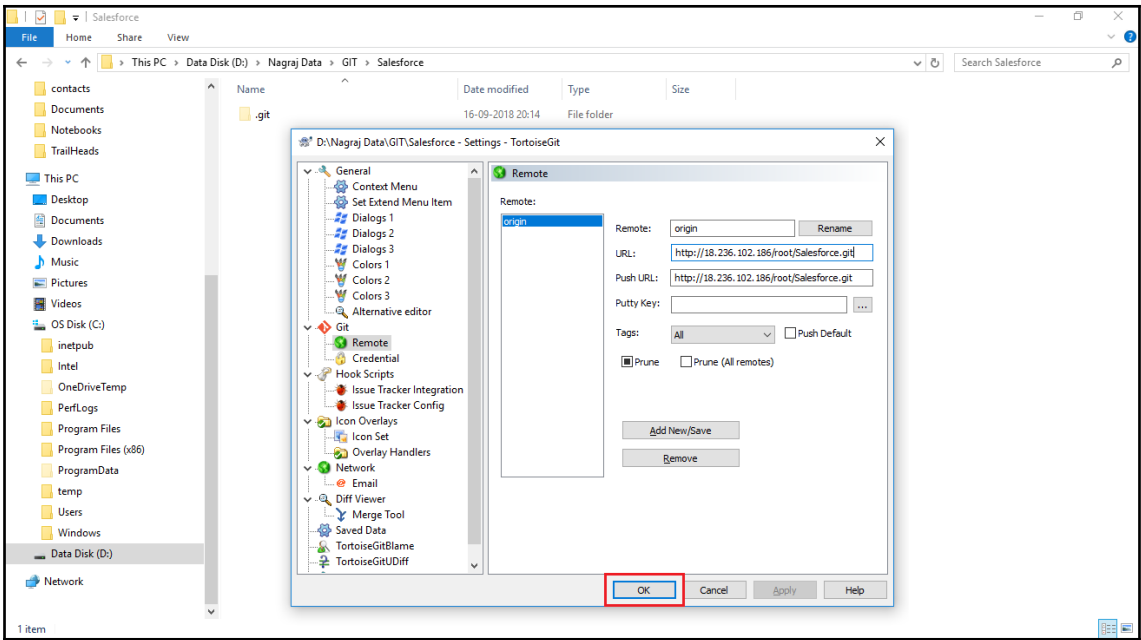 Salesforce
File Home Share View
This PC > Data Disk (D:) > Nagraj Data > GIT > Salesforce
Search Salesforce
contacts
Documents
Notebooks
TrailHeads
This PC
Desktop
Documents
Downloads
Music
Pictures
Videos
OS Disk (C:)
inetpub
Intel
OneDriveTemp
PerfLogs
Program Files
Program Files (x86)
ProgramData
temp
Users
Windows
Data Disk (D:)
Network
1 item
Name Date modified Type Size
.git 16-09-2018 20:14 File folder
D:\Nagraj Data\GIT\Salesforce - Settings - TortoiseGit
General
Context Menu
Set Extend Menu Item
Dialogs 1
Dialogs 2
Dialogs 3
Colors 1
Colors 2
Colors 3
Alternative editor
Git
Remote
Credential
Hook Scripts
Issue Tracker Integration
Issue Tracker Config
Icon Overlays
Icon Set
Overlay Handlers
Network
Email
Diff Viewer
Merge Tool
Saved Data
TortoiseGitBlame
TortoiseGitUDiff
Remote
Remote:
origin
Remote: origin Rename
URL: http://18.236.102.186/root/Salesforce.git
Push URL: http://18.236.102.186/root/Salesforce.git
Putty Key: ...
Tags: All Push Default
Prune Prune (All remotes)
Add New/Save
Remove
OK Cancel Apply Help